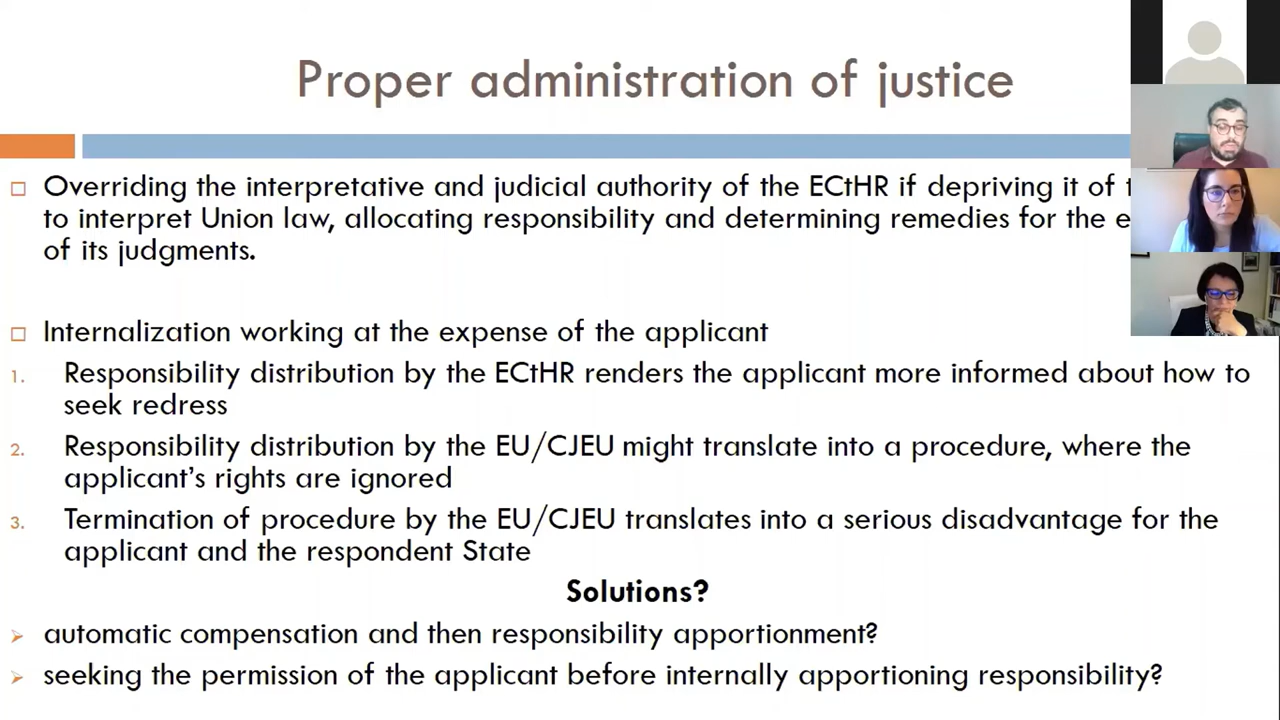 Proper administration of justice
Overriding the interpretative and judicial authority of the ECtHR if depriving it of
to interpret Union law, allocating responsibility and determining remedies for the
of its judgments.
Internalization working at the expense of the applicant
1. Responsibility distribution by the ECtHR renders the applicant more informed about how to
seek redress
2. Responsibility distribution by the EU/CJEU might translate into a procedure, where the
applicant's rights are ignored
3. Termination of procedure by the EU/CJEU translates into a serious disadvantage for the
applicant and the respondent State
Solutions?
automatic compensation and then responsibility apportionment?
seeking the permission of the applicant before internally apportioning responsibility?